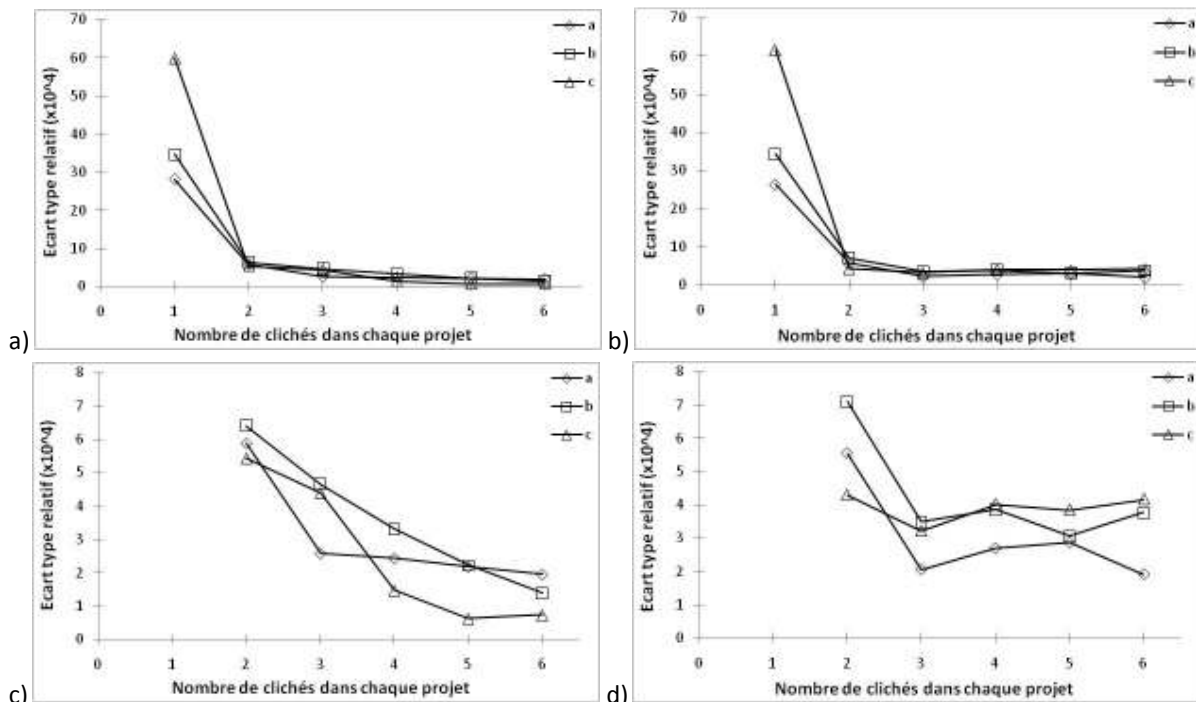 Ecart type relatif (x10^4)
70
60
50
40
30
20
10
0
0 1 2 3 4 5 6
Nombre de clichés dans chaque projet
a
b
c
a)
Ecart type relatif (x10^4)
70
60
50
40
30
20
10
0
0 1 2 3 4 5 6
Nombre de clichés dans chaque projet
a
b
c
b)
Ecart type relatif (x10^4)
8
7
6
5
4
3
2
1
0
0 1 2 3 4 5 6
Nombre de clichés dans chaque projet
a
b
c
c)
Ecart type relatif (x10^4)
8
7
6
5
4
3
2
1
0
0 1 2 3 4 5 6
Nombre de clichés dans chaque projet
a
b
c
d)